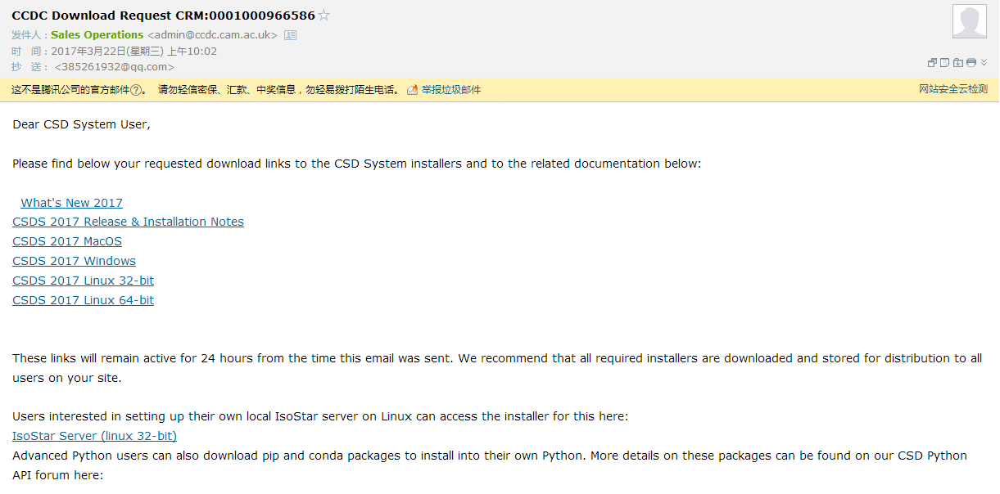 CCDC Download Request CRM:0001000966586
发件人：Sales Operations <admin@ccdc.cam.ac.uk>
时 间：2017年3月22日(星期三) 上午10:02
抄 送： <385261932@qq.com>
这不是腾讯公司的官方邮件?。 请勿轻信密保、汇款、中奖信息，勿轻易拨打陌生电话。 举报垃圾邮件 网站安全云检测
Dear CSD System User,
Please find below your requested download links to the CSD System installers and to the related documentation below:
What's New 2017
CSDS 2017 Release & Installation Notes
CSDS 2017 MacOS
CSDS 2017 Windows
CSDS 2017 Linux 32-bit
CSDS 2017 Linux 64-bit
These links will remain active for 24 hours from the time this email was sent. We recommend that all required installers are downloaded and stored for distribution to all
users on your site.
Users interested in setting up their own local IsoStar server on Linux can access the installer for this here:
IsoStar Server (linux 32-bit)
Advanced Python users can also download pip and conda packages to install into their own Python. More details on these packages can be found on our CSD Python
API forum here: